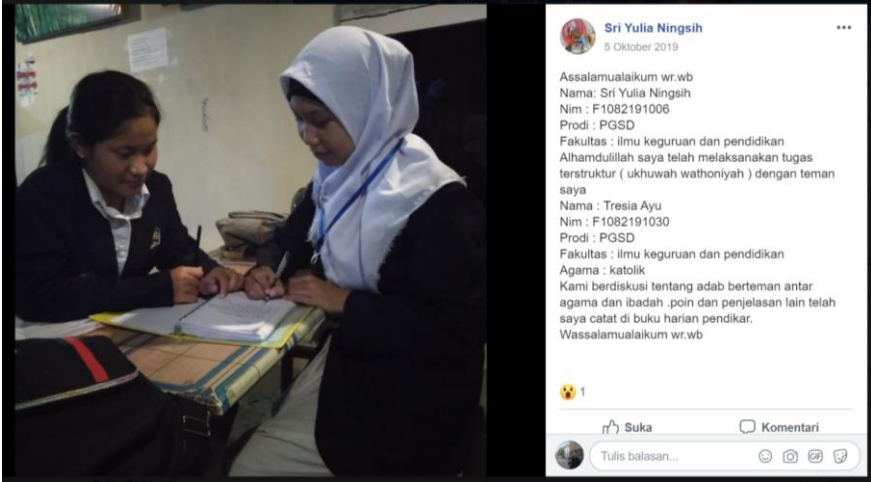 Sri Yulia Ningsih
5 Oktober 2019
Assalamualaikum wr.wb
Nama: Sri Yulia Ningsih
Nim : F1082191006
Prodi : PGSD
Fakultas : ilmu keguruan dan pendidikan
Alhamdulillah saya telah melaksanakan tugas
terstruktur ( ukhuwah wathoniyah ) dengan teman
saya
Nama : Tresia Ayu
Nim : F1082191030
Prodi : PGSD
Fakultas : ilmu keguruan dan pendidikan
Agama : katolik
Kami berdiskusi tentang adab berteman antar
agama dan ibadah .poin dan penjelasan lain telah
saya catat di buku harian pendikar.
Wassalamualaikum wr.wb
1
Suka Komentari
Tulis balasan...
GIF